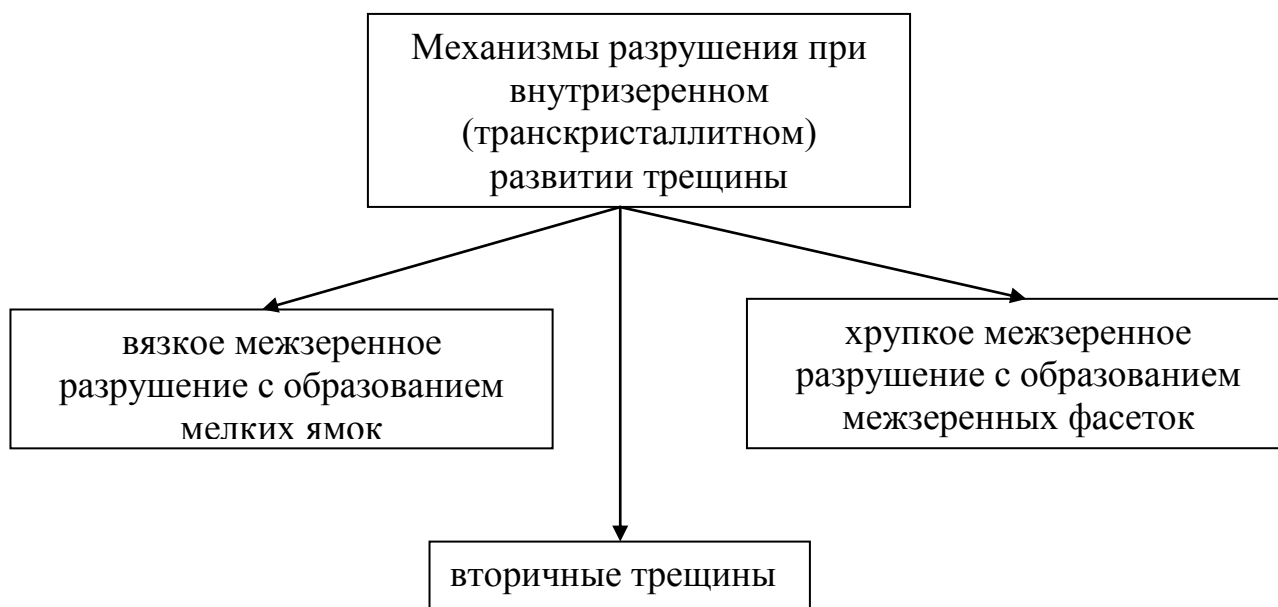 Механизмы разрушения при
внутризеренном
(транскристаллитном)
развитии трещины
вязкое межзеренное
разрушение с образованием
мелких ямок
хрупкое межзеренное
разрушение с образованием
межзеренных фасеток
вторичные трещины